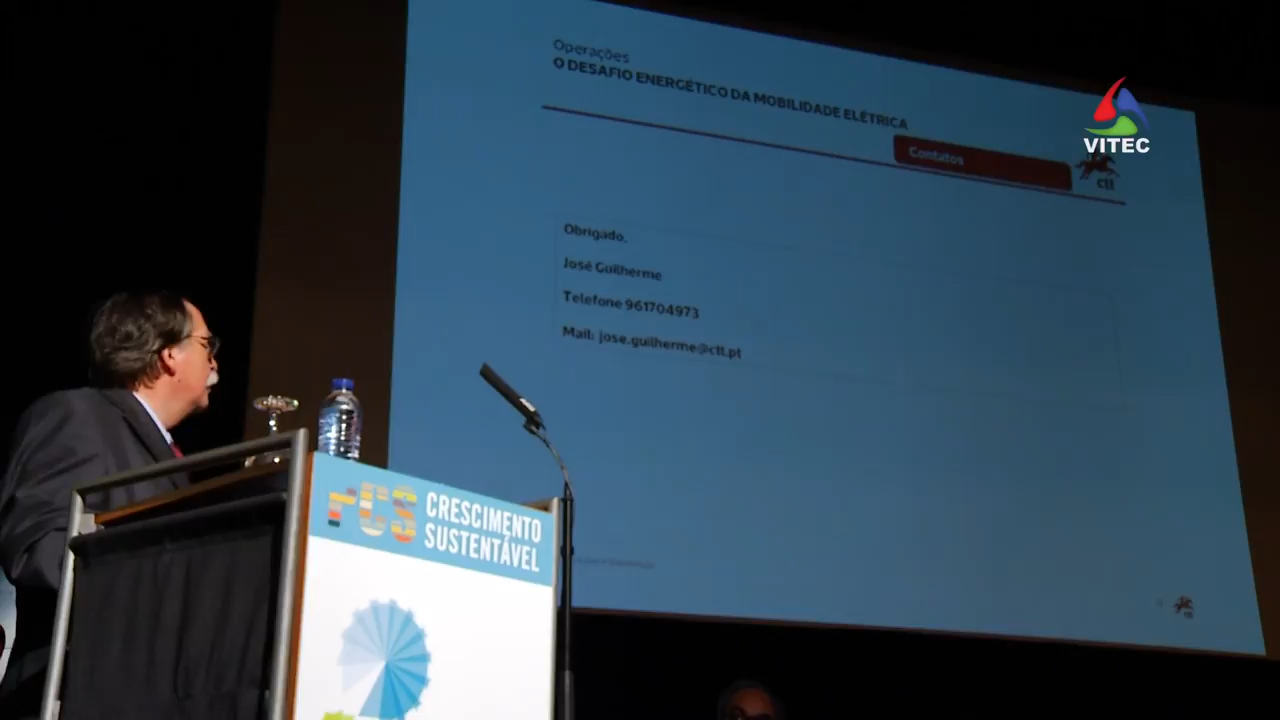 Operações
O DESAFIO ENERGÉTICO DA MOBILIDADE ELÉTRICA
VITEC
Contatos
ctt
Obrigado,
José Guilherme
Telefone 961704973
Mail: jose.guilherme@ctt.pt
rCS CRESCIMENTO
SUSTENTÁVEL